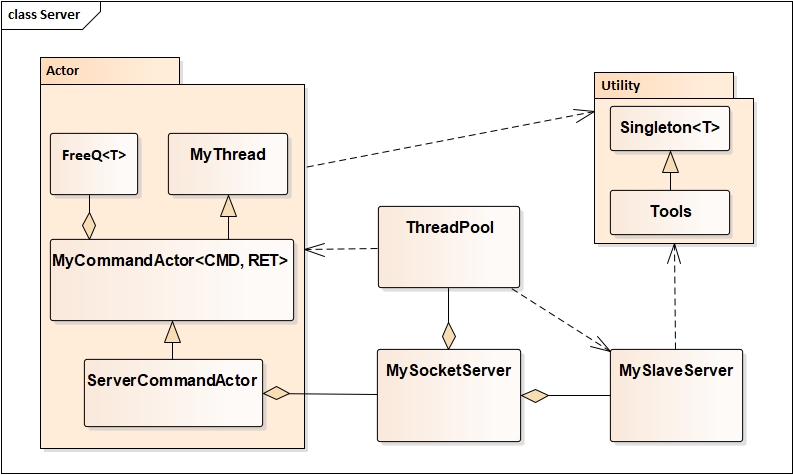 class Server
Actor
Utility
FreeQ<T>
MyThread
Singleton<T>
Tools
ThreadPool
MyCommandActor<CMD, RET>
ServerCommandActor
MySocketServer
MySlaveServer